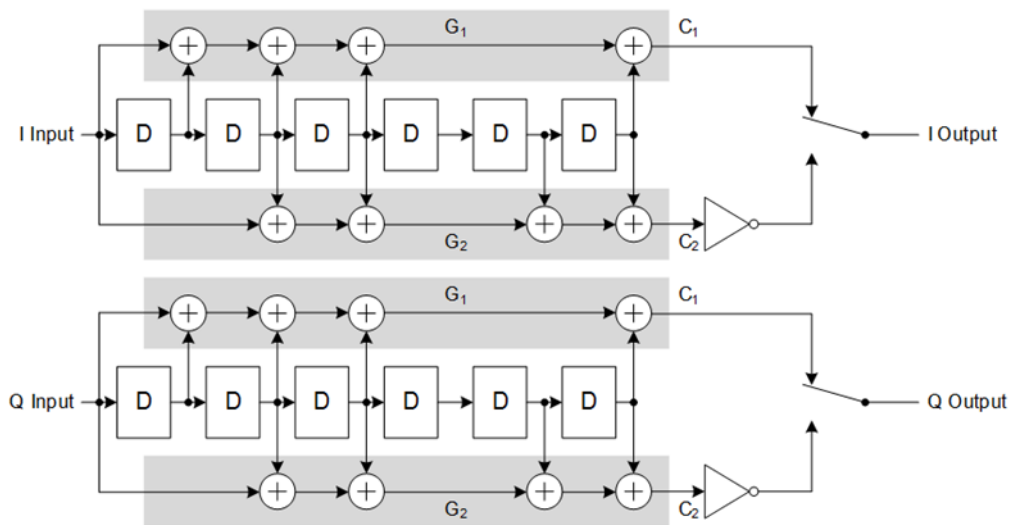 G₁ C₁
I Input D D D D D D I Output
G₂ C₂
G₁ C₁
Q Input D D D D D D Q Output
G₂ C₂